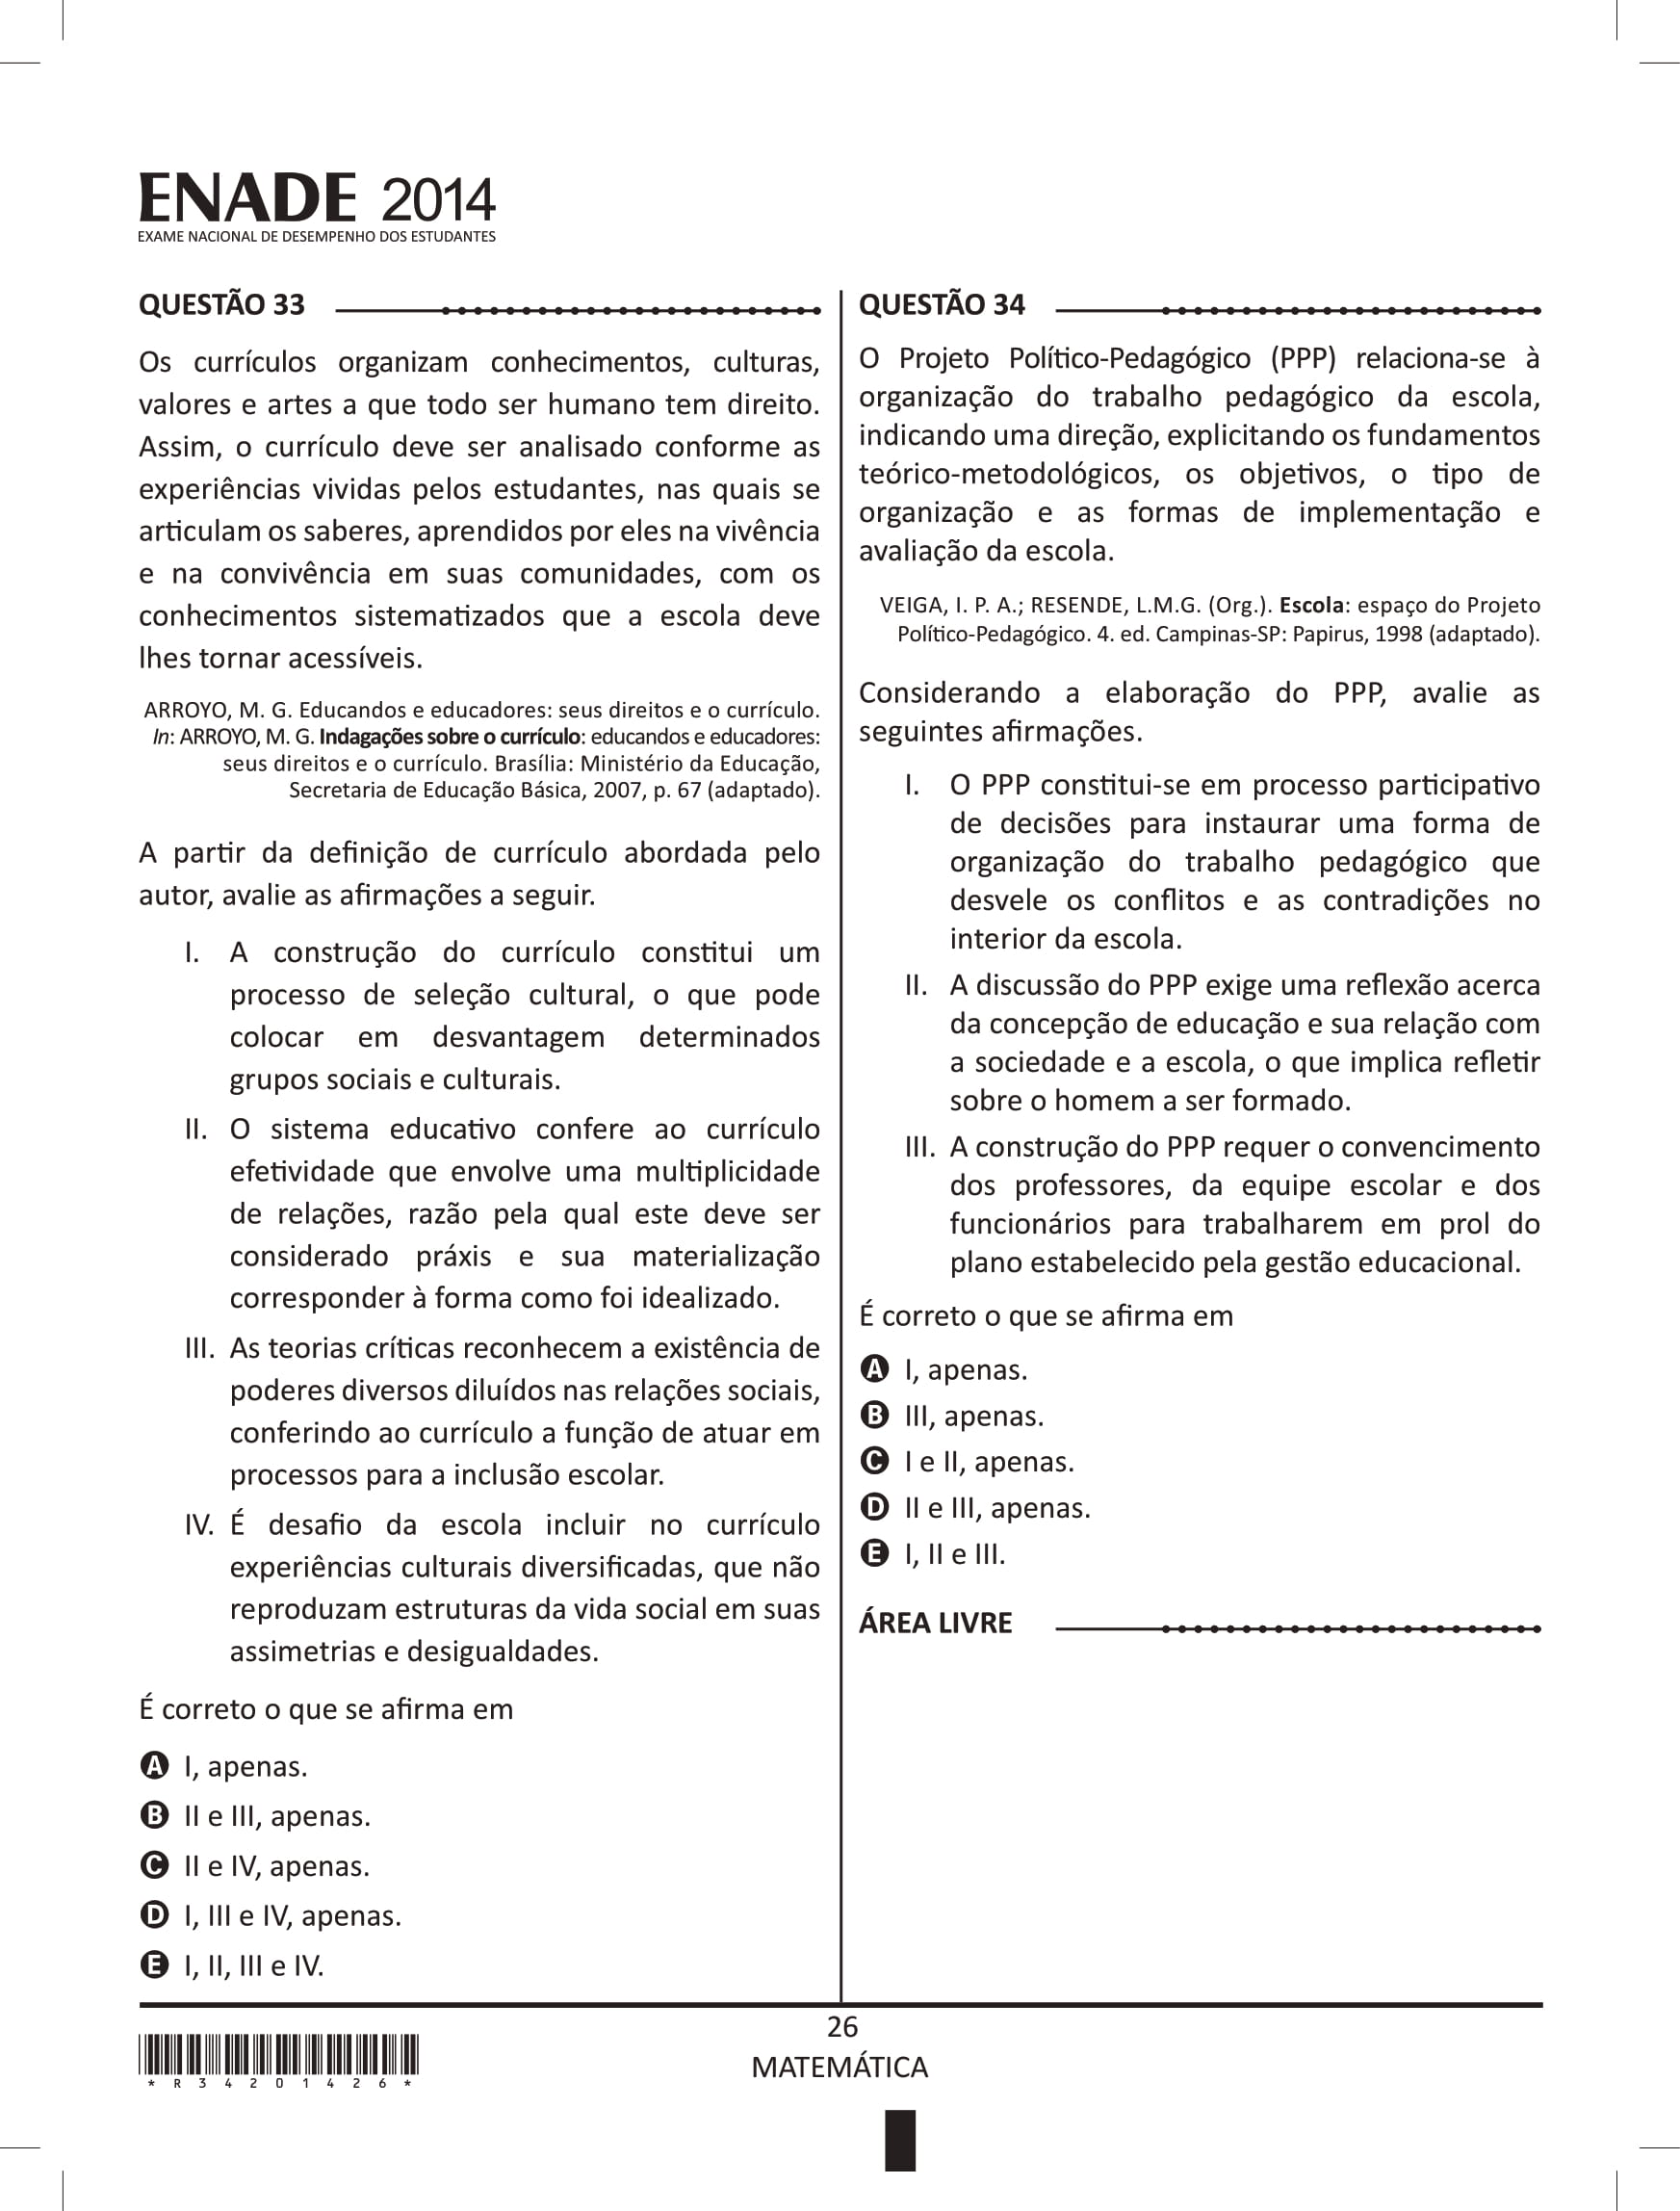 ENADE 2014
EXAME NACIONAL DE DESEMPENHO DOS ESTUDANTES
QUESTÃO 33
Os currículos organizam conhecimentos, culturas,
valores e artes a que todo ser humano tem direito.
Assim, o currículo deve ser analisado conforme as
experiências vividas pelos estudantes, nas quais se
articulam os saberes, aprendidos por eles na vivência
e na convivência em suas comunidades, com os
conhecimentos sistematizados que a escola deve
lhes tornar acessíveis.
ARROYO, M. G. Educandos e educadores: seus direitos e o currículo.
In: ARROYO, M. G. Indagações sobre o currículo: educandos e educadores:
seus direitos e o currículo. Brasília: Ministério da Educação,
Secretaria de Educação Básica, 2007, p. 67 (adaptado).
A partir da definição de currículo abordada pelo
autor, avalie as afirmações a seguir.
I. A construção do currículo constitui um
processo de seleção cultural, o que pode
colocar em desvantagem determinados
grupos sociais e culturais.
II. O sistema educativo confere ao currículo
efetividade que envolve uma multiplicidade
de relações, razão pela qual este deve ser
considerado práxis e sua materialização
corresponder à forma como foi idealizado.
III. As teorias críticas reconhecem a existência de
poderes diversos diluídos nas relações sociais,
conferindo ao currículo a função de atuar em
processos para a inclusão escolar.
IV. É desafio da escola incluir no currículo
experiências culturais diversificadas, que não
reproduzam estruturas da vida social em suas
assimetrias e desigualdades.
É correto o que se afirma em
A I, apenas.
B II e III, apenas.
C II e IV, apenas.
D I, III e IV, apenas.
E I, II, III e IV.
QUESTÃO 34
O Projeto Político-Pedagógico (PPP) relaciona-se à
organização do trabalho pedagógico da escola,
indicando uma direção, explicitando os fundamentos
teórico-metodológicos, os objetivos, o tipo de
organização e as formas de implementação e
avaliação da escola.
VEIGA, I. P. A.; RESENDE, L.M.G. (Org.). Escola: espaço do Projeto
Político-Pedagógico. 4. ed. Campinas-SP: Papirus, 1998 (adaptado).
Considerando a elaboração do PPP, avalie as
seguintes afirmações.
I. O PPP constitui-se em processo participativo
de decisões para instaurar uma forma de
organização do trabalho pedagógico que
desvele os conflitos e as contradições no
interior da escola.
II. A discussão do PPP exige uma reflexão acerca
da concepção de educação e sua relação com
a sociedade e a escola, o que implica refletir
sobre o homem a ser formado.
III. A construção do PPP requer o convencimento
dos professores, da equipe escolar e dos
funcionários para trabalharem em prol do
plano estabelecido pela gestão educacional.
É correto o que se afirma em
A I, apenas.
B III, apenas.
C I e II, apenas.
D II e III, apenas.
E I, II e III.
ÁREA LIVRE
*R34201426*
26
MATEMÁTICA